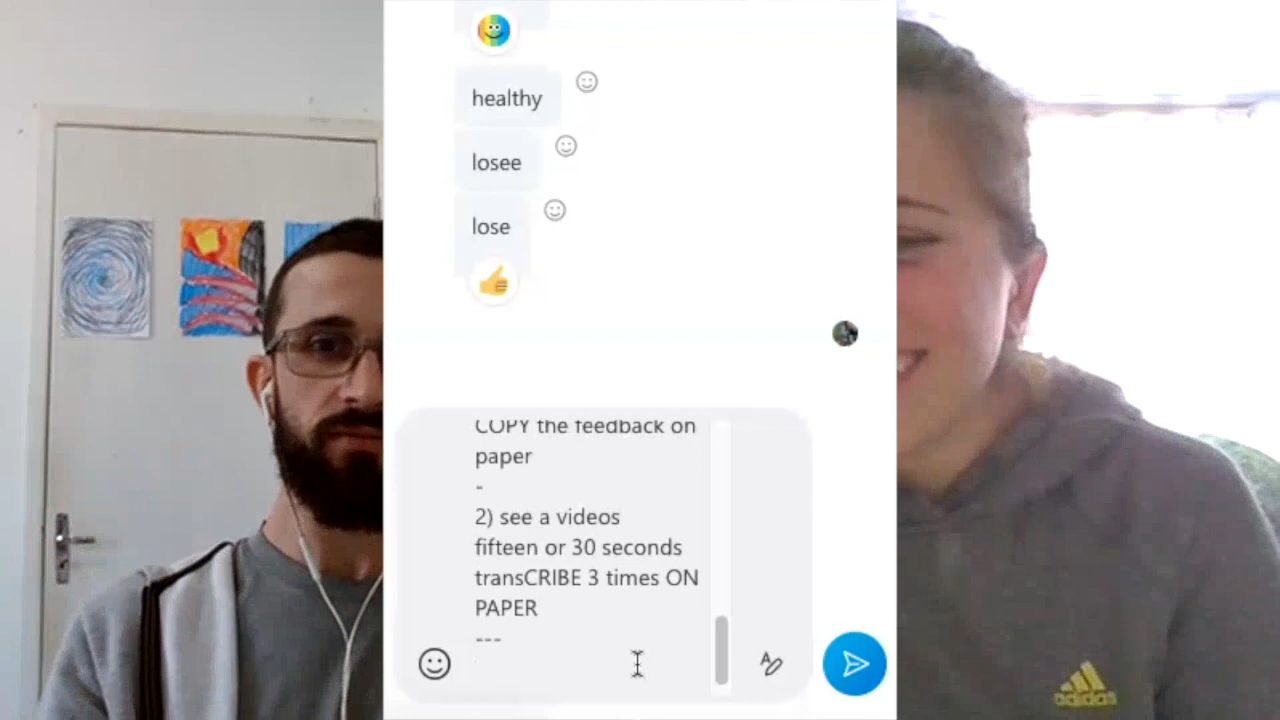 healthy
losee
lose
COPY the feedback on
paper
-
2) see a videos
fifteen or 30 seconds
transCRIBE 3 times ON
PAPER
---
adidas